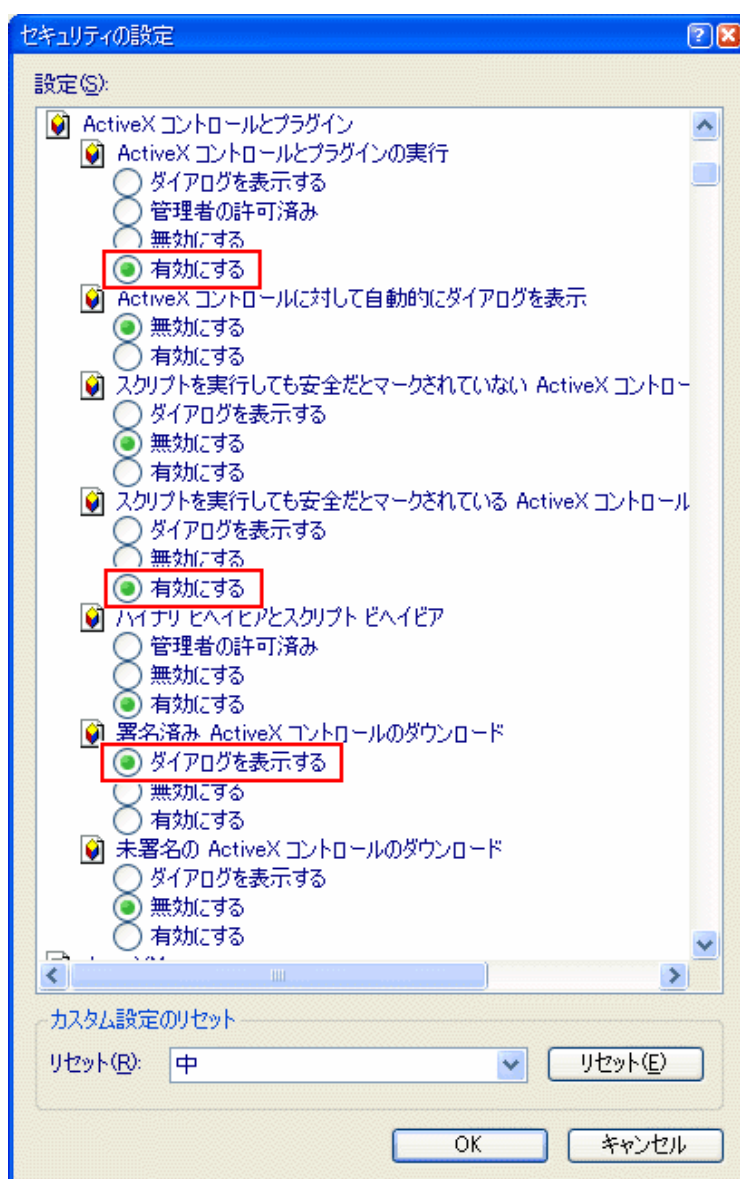 セキュリティの設定
設定(S):
ActiveX コントロールとプラグイン
ActiveX コントロールとプラグインの実行
ダイアログを表示する
管理者の許可済み
無効にする
有効にする
ActiveX コントロールに対して自動的にダイアログを表示
無効にする
有効にする
スクリプトを実行しても安全だとマークされていない ActiveX コントロー
ダイアログを表示する
無効にする
有効にする
スクリプトを実行しても安全だとマークされている ActiveX コントロール
ダイアログを表示する
無効にする
有効にする
バイナリ ビヘイビアとスクリプト ビヘイビア
管理者の許可済み
無効にする
有効にする
署名済み ActiveX コントロールのダウンロード
ダイアログを表示する
無効にする
有効にする
未署名の ActiveX コントロールのダウンロード
ダイアログを表示する
無効にする
有効にする
カスタム設定のリセット
リセット(R): 中 リセット(E)
OK キャンセル